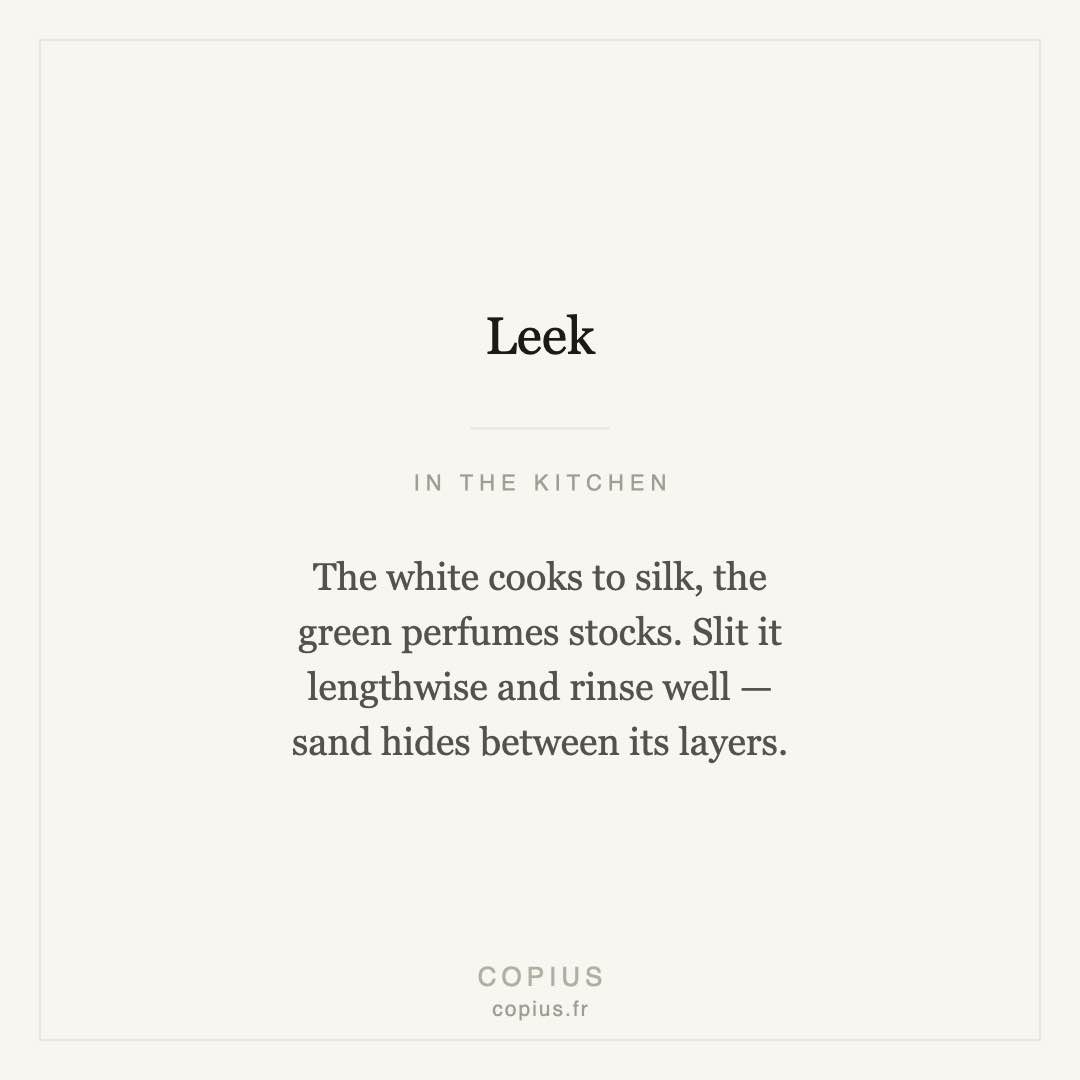 Leek
IN THE KITCHEN
The white cooks to silk, the
green perfumes stocks. Slit it
lengthwise and rinse well —
sand hides between its layers.
COPIUS
copius.fr